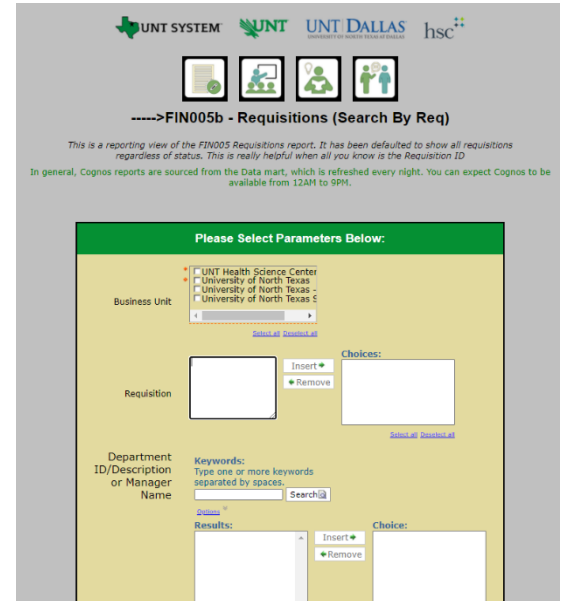 UNT SYSTEM UNT UNT DALLAS hsc
UNIVERSITY OF NORTH TEXAS AT DALLAS
----->FIN005b - Requisitions (Search By Req)
This is a reporting view of the FIN005 Requisitions report. It has been defaulted to show all requisitions
regardless of status. This is really helpful when all you know is the Requisition ID
In general, Cognos reports are sourced from the Data mart, which is refreshed every night. You can expect Cognos to be
available from 12AM to 9PM.
Please Select Parameters Below:
Business Unit
* UNT Health Science Center
* University of North Texas
University of North Texas -
University of North Texas S
Select all Deselect all
Requisition
Insert
Remove
Choices:
Select all Deselect all
Department
ID/Description
or Manager
Name
Keywords:
Type one or more keywords
separated by spaces.
Search
Options
Results:
Insert
Remove
Choice: